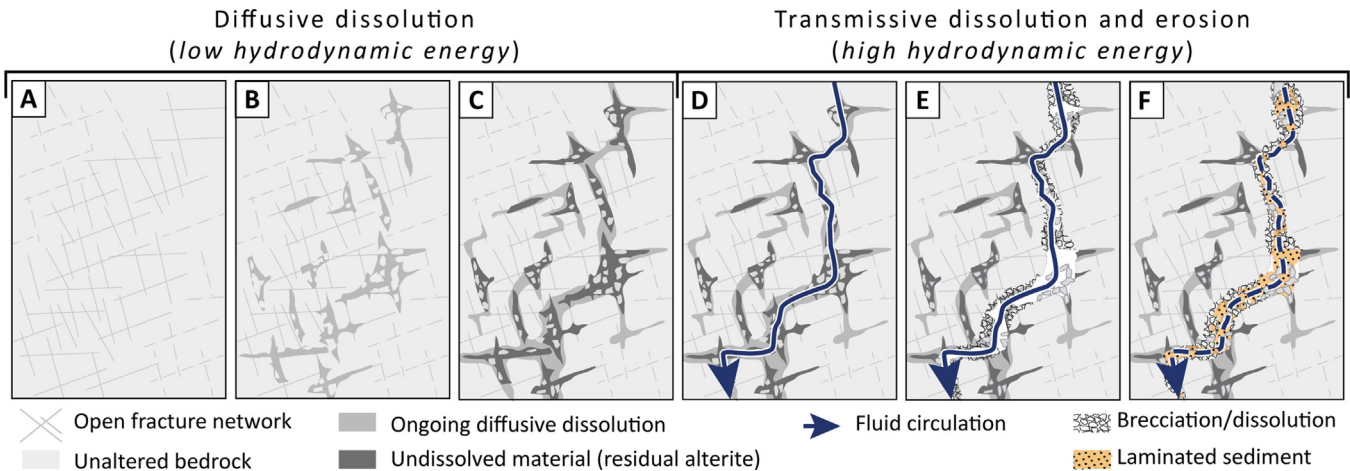 Diffusive dissolution
(low hydrodynamic energy)
Transmissive dissolution and erosion
(high hydrodynamic energy)
A
B
C
D
E
F
Open fracture network
Unaltered bedrock
Ongoing diffusive dissolution
Undissolved material (residual alterite)
Fluid circulation
Brecciation/dissolution
Laminated sediment